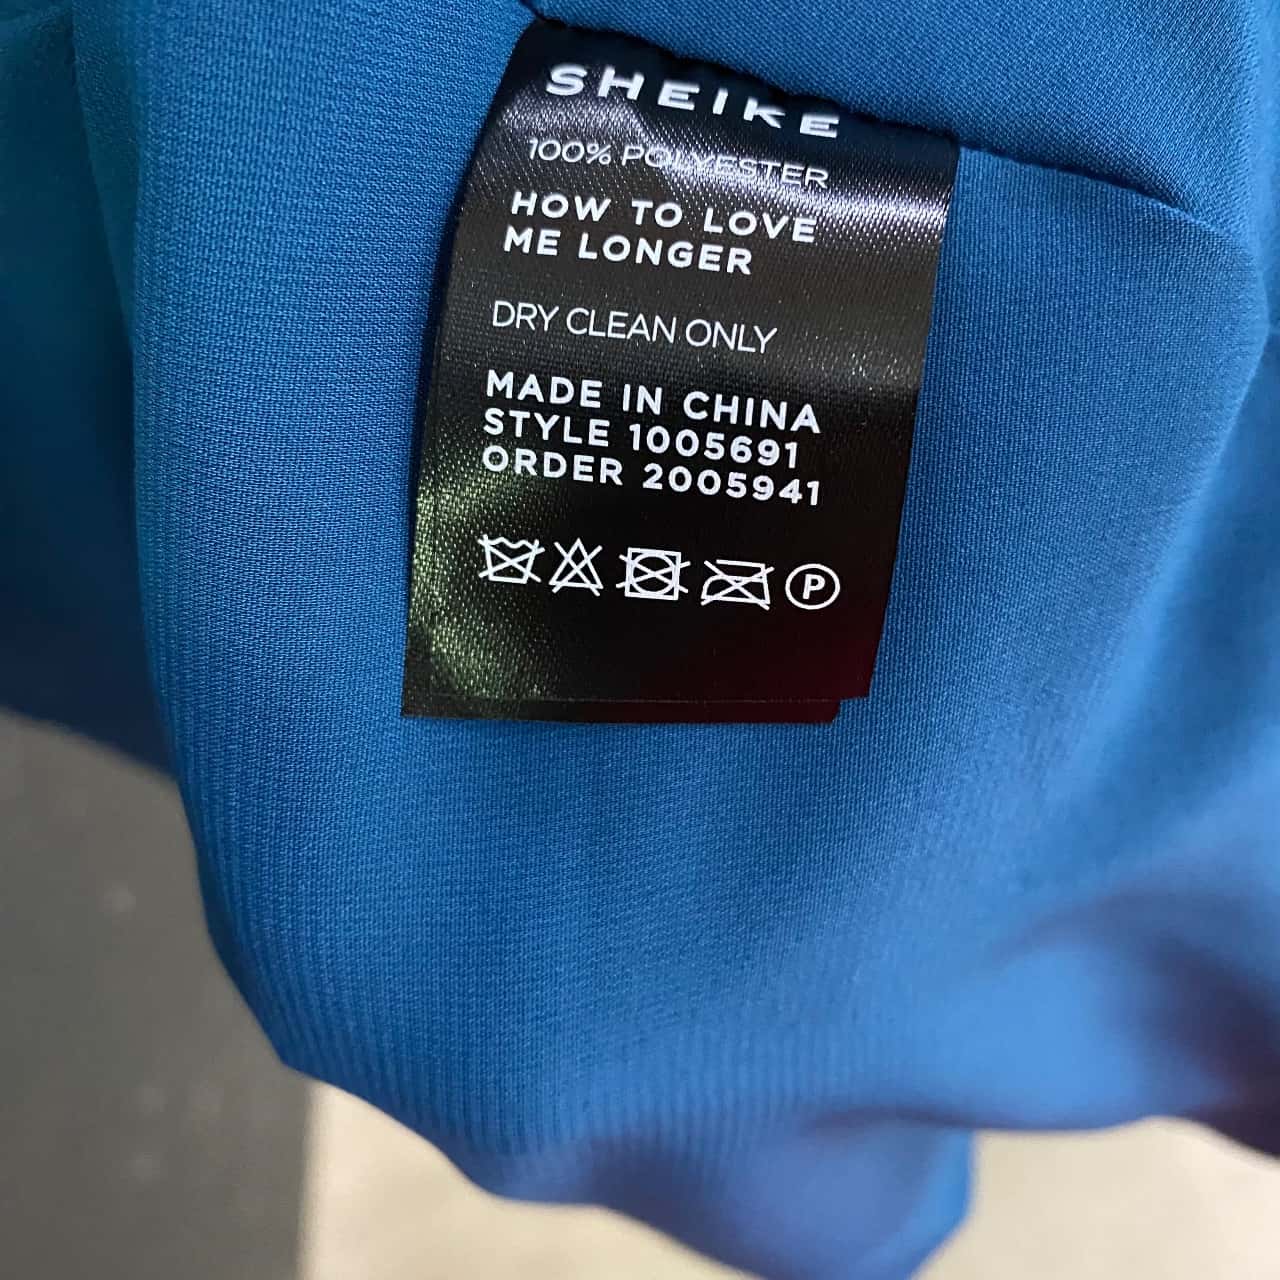 SHEIKE
100% POLYESTER
HOW TO LOVE
ME LONGER
DRY CLEAN ONLY
MADE IN CHINA
STYLE 1005691
ORDER 2005941
P